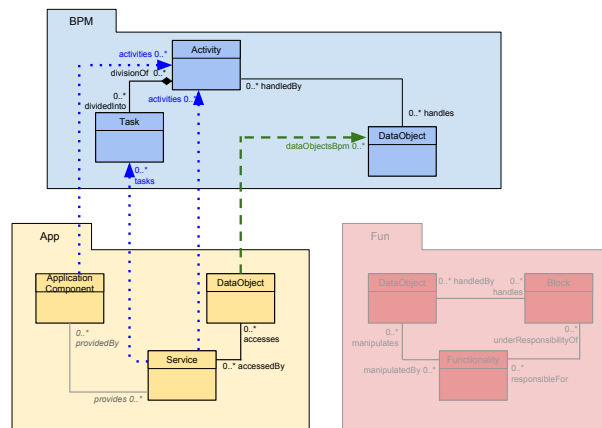 BPM
Activity
activities 0..*
divisionOf 0..*
activities 0..*
0..* handledBy
0..*
dividedInto
0..* handles
Task
DataObject
dataObjectsBpm 0..*
0..*
tasks
App
Fun
Application
Component
DataObject
DataObject
0..* handledBy
0..*
handles
Block
0..*
providedBy
0..*
accesses
0..*
manipulates
0..*
underResponsibilityOf
Service
0..* accessedBy
Functionality
manipulatedBy 0..*
0..*
responsibleFor
provides 0..*